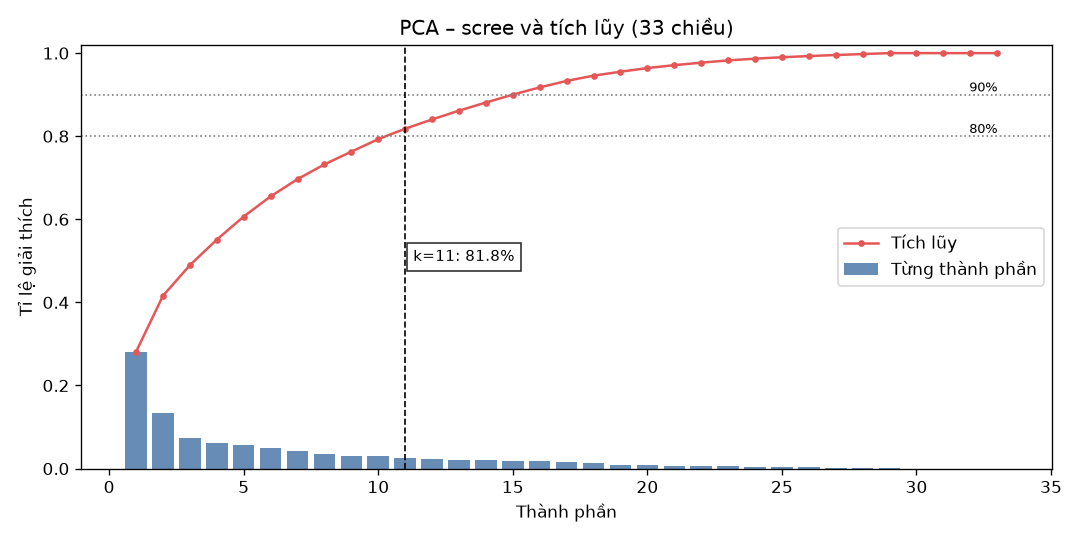 PCA – scree và tích lũy (33 chiều)
Tỉ lệ giải thích
1.0
0.8
0.6
0.4
0.2
0.0
90%
80%
k=11: 81.8%
Tích lũy
Từng thành phần
0 5 10 15 20 25 30 35
Thành phần